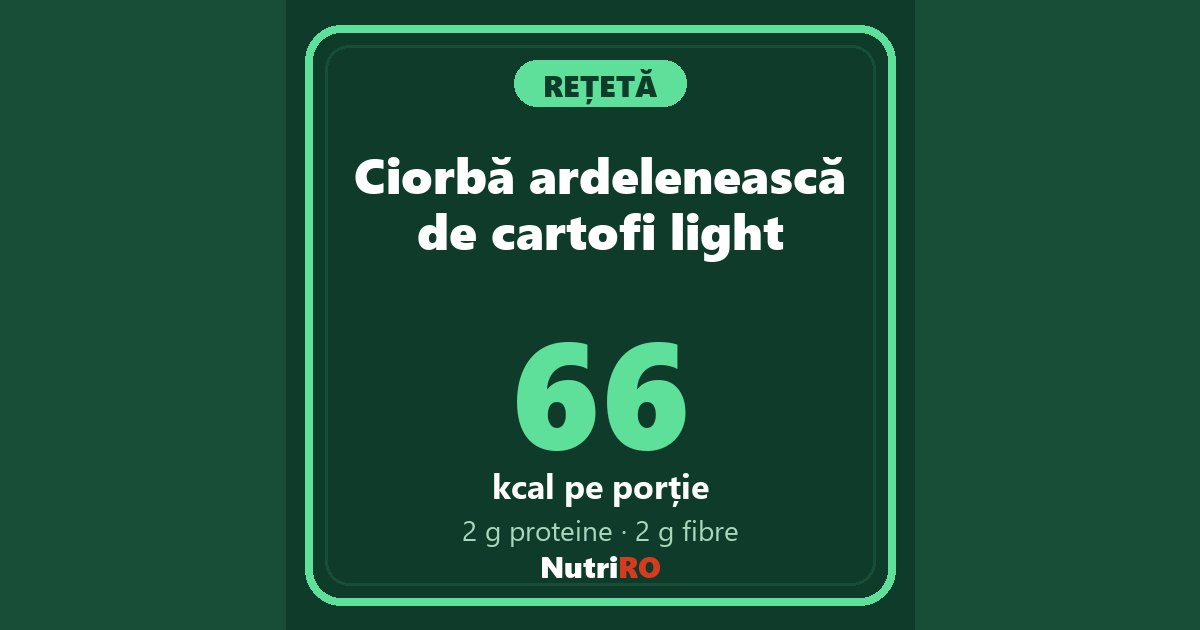 REȚETĂ
Ciorbă ardelenească
de cartofi light
66
kcal pe porție
2 g proteine · 2 g fibre
NutriRO